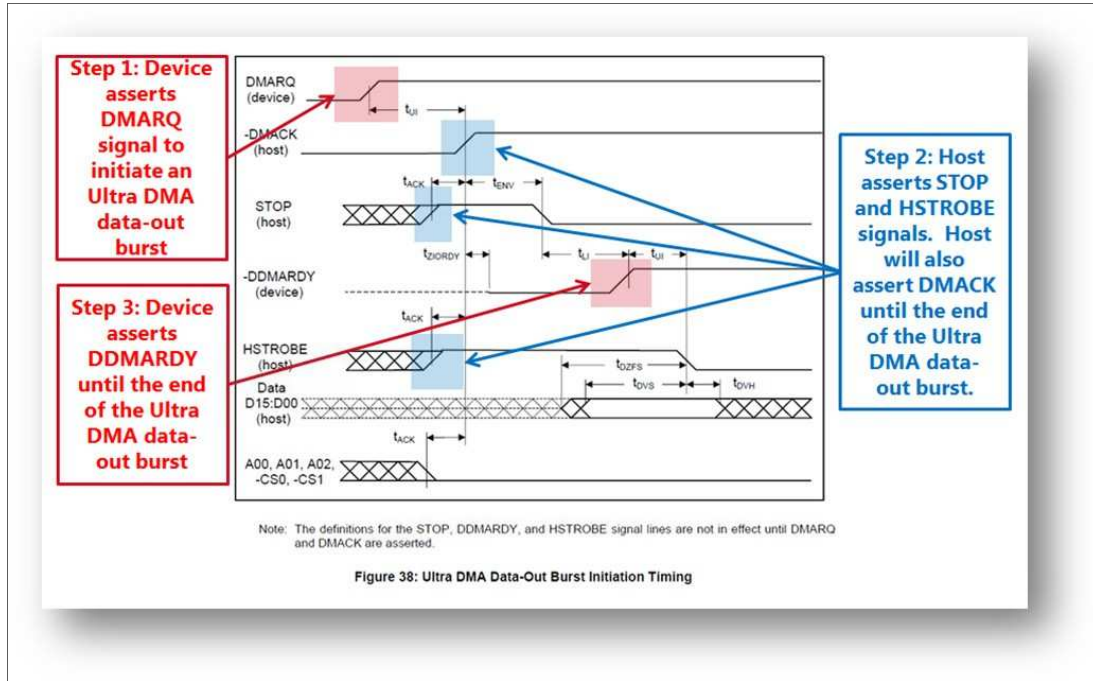 Step 1: Device
asserts
DMARQ
signal to
initiate an
Ultra DMA
data-out
burst
Step 3: Device
asserts
DDMARDY
until the end
of the Ultra
DMA data-
out burst
DMARQ
(device)
tUI
-DMACK
(host)
tACK
tENV
STOP
(host)
tZIORDY
tLI
tUI
-DDMARDY
(device)
tACK
HSTROBE
(host)
tDZFS
tDVS
tDVH
Data
D15:D00
(host)
tACK
A00, A01, A02,
-CS0, -CS1
Step 2: Host
asserts STOP
and HSTROBE
signals. Host
will also
assert DMACK
until the end
of the Ultra
DMA data-
out burst.
Note: The definitions for the STOP, DDMARDY, and HSTROBE signal lines are not in effect until DMARQ
and DMACK are asserted.
Figure 38: Ultra DMA Data-Out Burst Initiation Timing